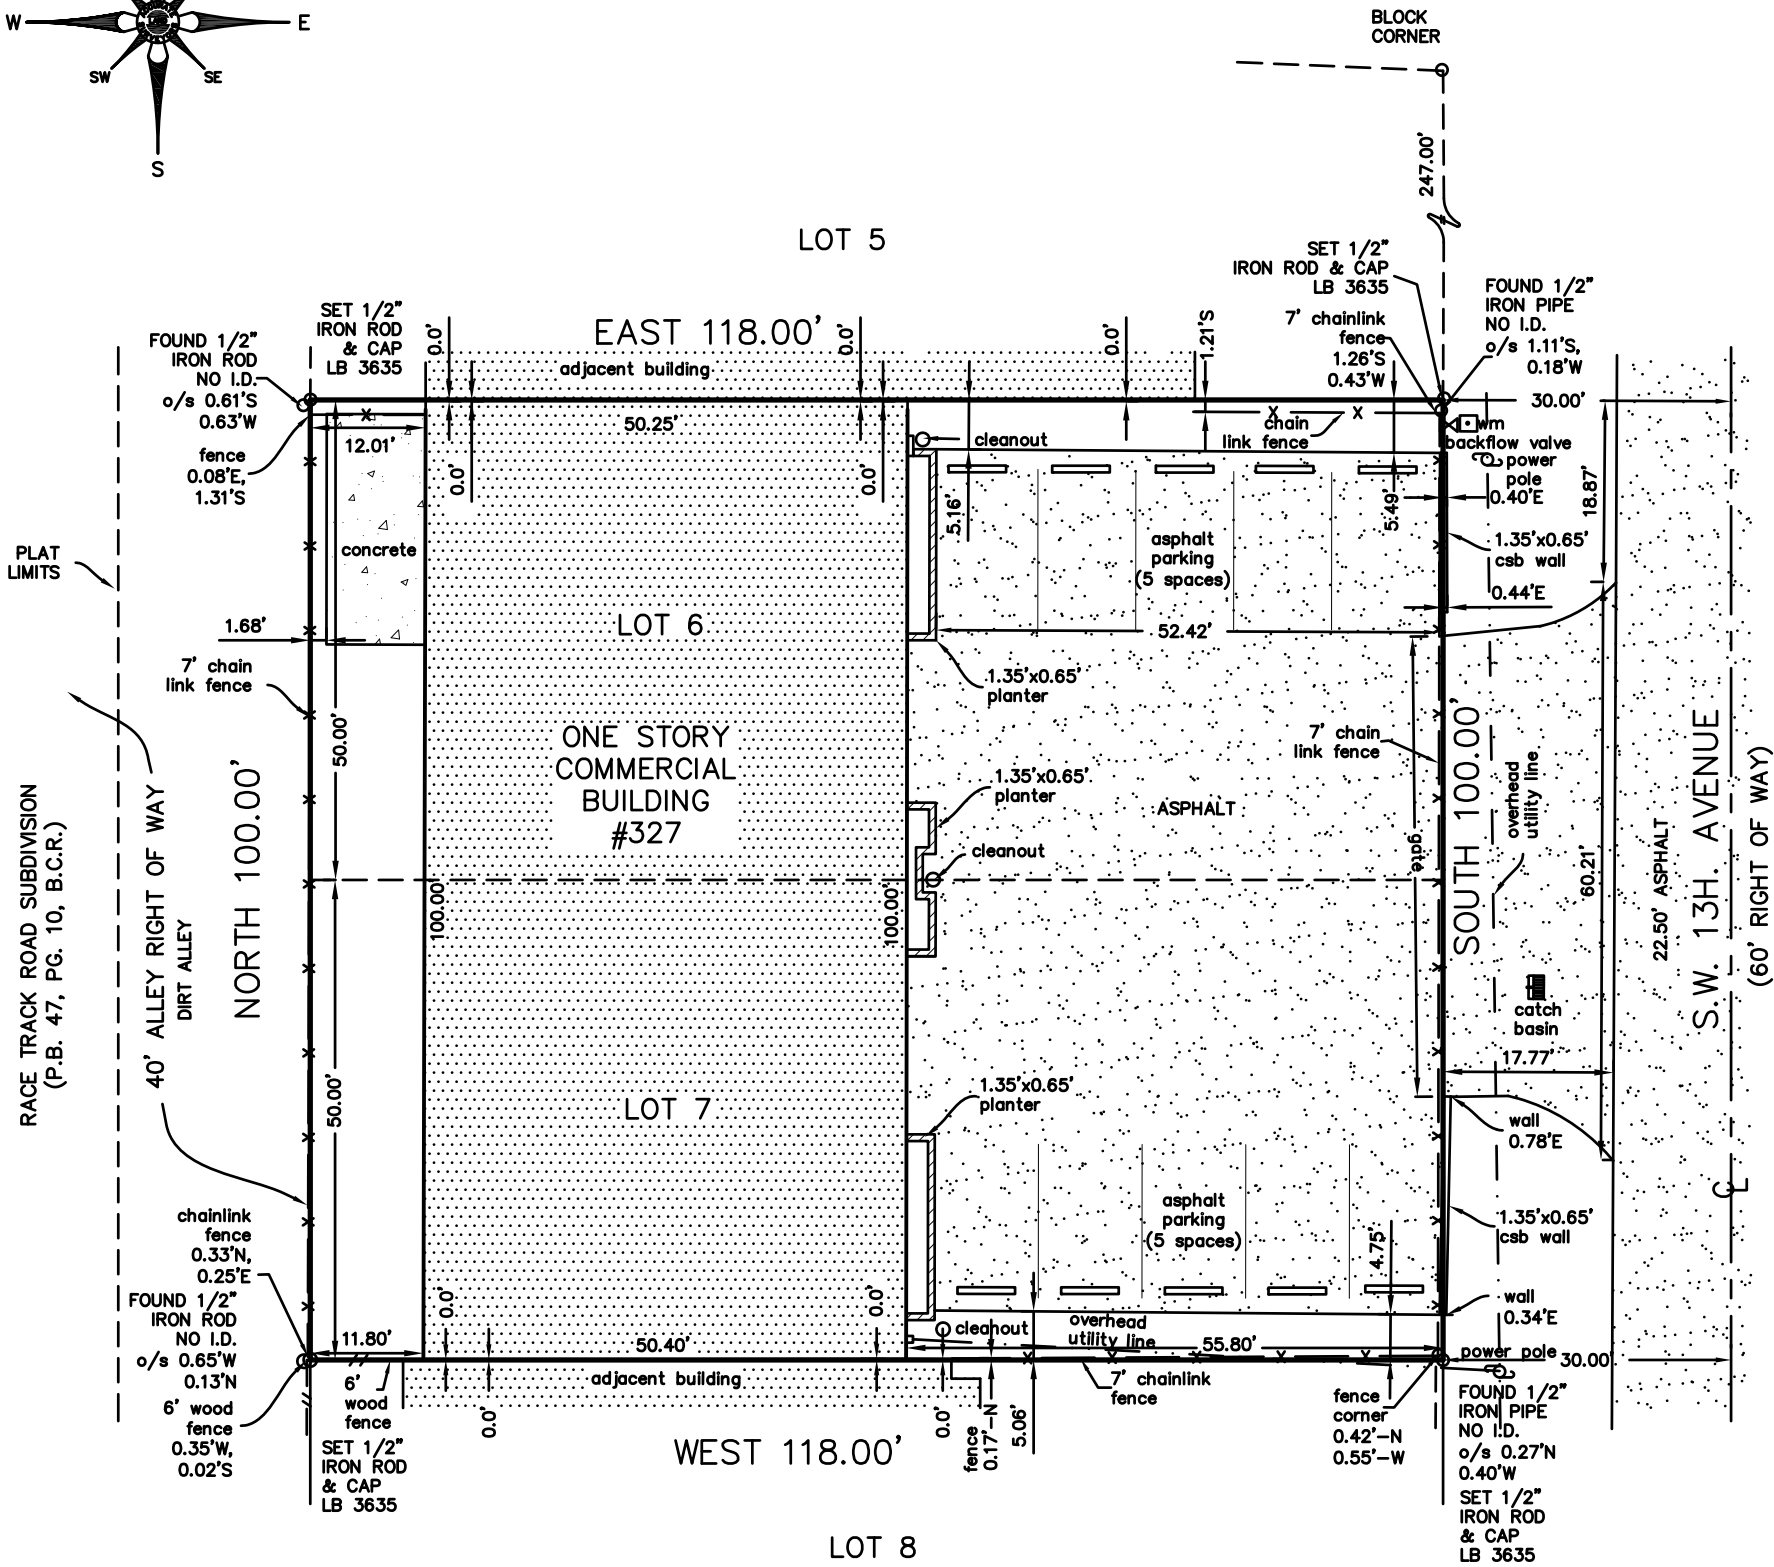 W
E
SW
SE
S
BLOCK
CORNER
247.00'
LOT 5
SET 1/2"
IRON ROD & CAP
LB 3635
FOUND 1/2"
IRON PIPE
NO I.D.
o/s 1.11'S,
0.18'W
7' chainlink
fence
1.26'S
0.43'W
SET 1/2"
IRON ROD
& CAP
LB 3635
FOUND 1/2"
IRON ROD
NO I.D.
o/s 0.61'S
0.63'W
EAST 118.00'
adjacent building
0.0'
0.0'
0.0'
1.21'S
30.00'
fence
0.08'E,
1.31'S
12.01'
50.25'
0.0'
0.0'
cleanout
chain
link fence
wm
backflow valve
power
pole
0.40'E
18.87'
5.16'
5.49'
PLAT
LIMITS
concrete
asphalt
parking
(5 spaces)
1.35'x0.65'
csb wall
0.44'E
1.68'
LOT 6
52.42'
7' chain
link fence
1.35'x0.65'
planter
50.00'
ONE STORY
COMMERCIAL
BUILDING
#327
7' chain
link fence
1.35'x0.65'
planter
ASPHALT
gate
cleanout
SOUTH 100.00'
overhead
utility line
60.21'
22.50' ASPHALT
S.W. 13H. AVENUE
(60' RIGHT OF WAY)
RACE TRACK ROAD SUBDIVISION
(P.B. 47, PG. 10, B.C.R.)
40' ALLEY RIGHT OF WAY
DIRT ALLEY
NORTH 100.00'
100.00'
100.00'
catch
basin
17.77'
50.00'
LOT 7
1.35'x0.65'
planter
wall
0.78'E
CL
chainlink
fence
0.33'N,
0.25'E
asphalt
parking
(5 spaces)
4.75'
1.35'x0.65'
csb wall
FOUND 1/2"
IRON ROD
NO I.D.
o/s 0.65'W
0.13'N
0.0'
0.0'
wall
0.34'E
11.80'
50.40'
cleanout
overhead
utility line
55.80'
power pole
30.00'
6' wood
fence
0.35'W,
0.02'S
6'
wood
fence
adjacent building
0.0'
0.0'
fence
0.17'-N
5.06'
7' chainlink
fence
fence
corner
0.42'-N
0.55'-W
FOUND 1/2"
IRON PIPE
NO I.D.
o/s 0.27'N
0.40'W
SET 1/2"
IRON ROD
& CAP
LB 3635
WEST 118.00'
SET 1/2"
IRON ROD
& CAP
LB 3635
LOT 8